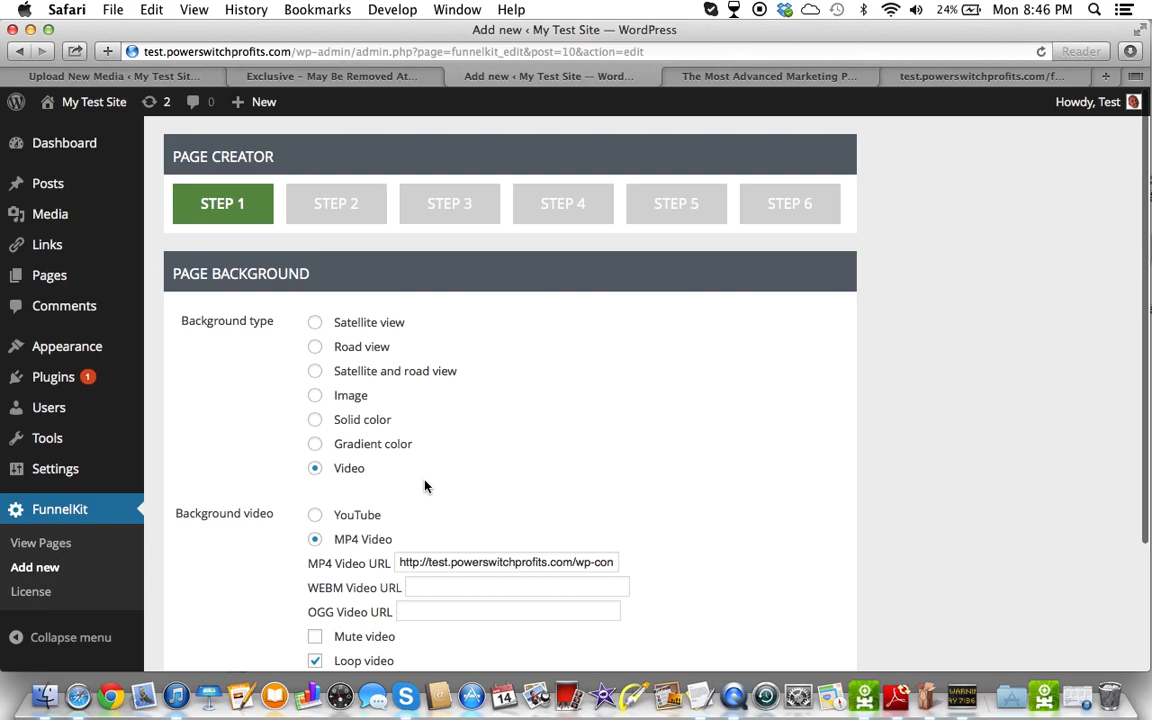 Safari File Edit View History Bookmarks Develop Window Help 24% Mon 8:46 PM
Add new ‹ My Test Site — WordPress
test.powerswitchprofits.com/wp-admin/admin.php?page=funnelkit_edit&post=10&action=edit Reader
Upload New Media ‹ My Test Sit... Exclusive - May Be Removed At... Add new ‹ My Test Site — Word... The Most Advanced Marketing P... test.powerswitchprofits.com/f...
My Test Site 2 0 New Howdy, Test
Dashboard
Posts
Media
Links
Pages
Comments
Appearance
Plugins 1
Users
Tools
Settings
FunnelKit
View Pages
Add new
License
Collapse menu
PAGE CREATOR
STEP 1 STEP 2 STEP 3 STEP 4 STEP 5 STEP 6
PAGE BACKGROUND
Background type Satellite view
Road view
Satellite and road view
Image
Solid color
Gradient color
Video
Background video YouTube
MP4 Video
MP4 Video URL http://test.powerswitchprofits.com/wp-con
WEBM Video URL
OGG Video URL
Mute video
Loop video